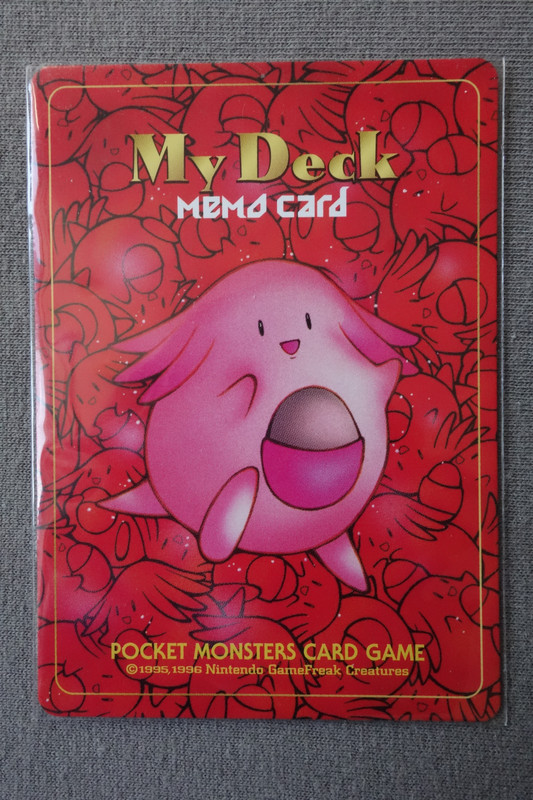 My Deck
MEMO CARD
POCKET MONSTERS CARD GAME
©1995, 1996 Nintendo GameFreak Creatures